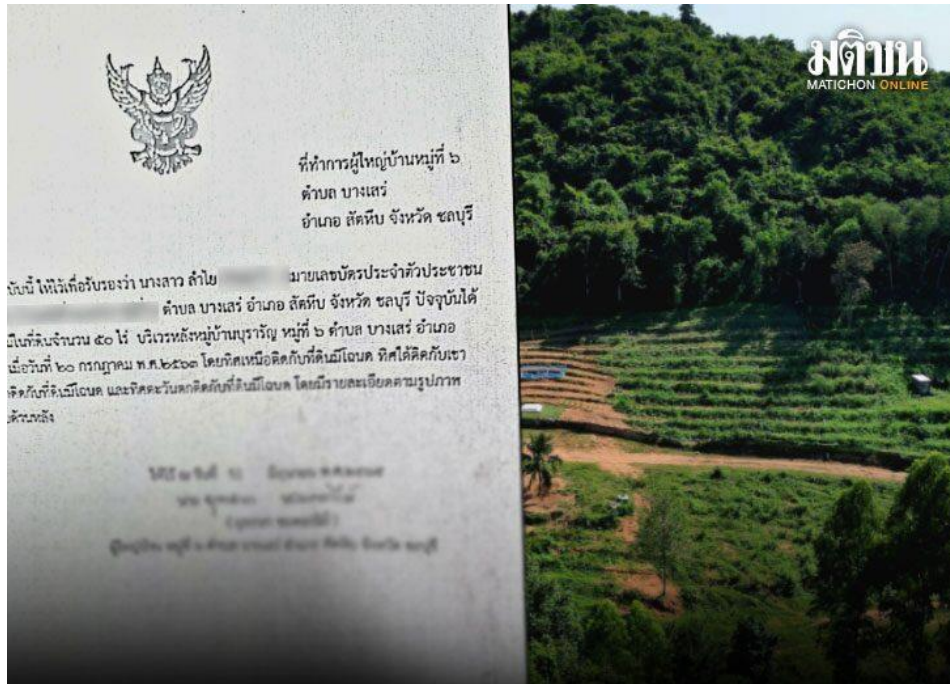 มติชน
MATICHON ONLINE
ที่ทำการผู้ใหญ่บ้านหมู่ที่ ๖
ตำบล บางเสร่
อำเภอ สัตหีบ จังหวัด ชลบุรี
บนี้ ให้ไว้เพื่อรับรองว่า นางสาว ลำไย มายเลขบัตรประจำตัวประชาชน
ตำบล บางเสร่ อำเภอ สัตหีบ จังหวัด ชลบุรี ปัจจุบันได้
ในที่ดินจำนวน ๕๐ ไร่ บริเวรหลังหมู่บ้านบุรารัญ หมู่ที่ ๖ ตำบล บางเสร่ อำเภอ
เมื่อวันที่ ๒๐ กรกฎาคม พ.ศ.๒๕๐๓ โดยทิศเหนือติดกับที่ดินมีโฉนด ทิศใต้ติดกับเขา
ติดกับที่ดินมีโฉนด และทิศตะวันตกติดกับที่ดินมีโฉนด โดยมีรายละเอียดตามรูปภาพ
ด้านหลัง